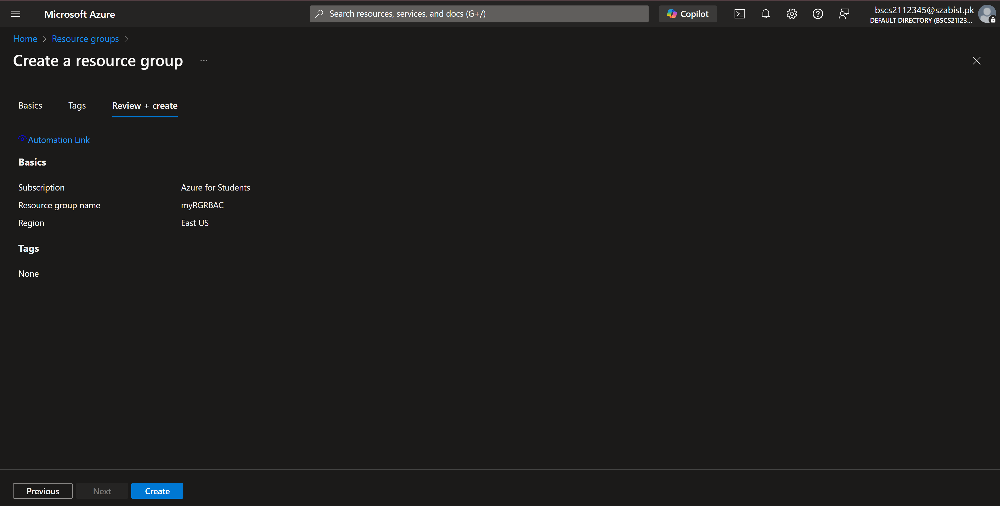 Microsoft Azure
Search resources, services, and docs (G+/)
Copilot
bscs2112345@szabist.pk
DEFAULT DIRECTORY (BSCS21123...
Home > Resource groups >
Create a resource group ...
Basics Tags Review + create
Automation Link
Basics
Subscription Azure for Students
Resource group name myRGRBAC
Region East US
Tags
None
Previous Next Create